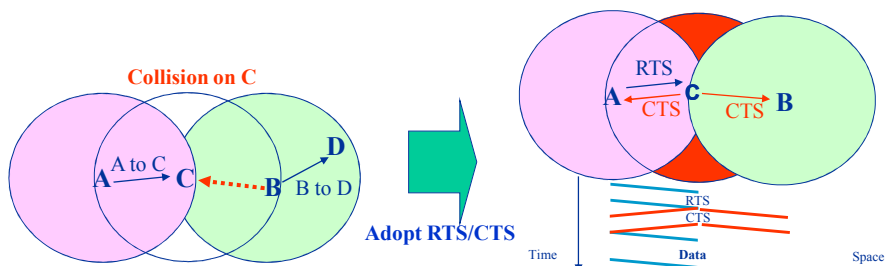 Collision on C
A
A to C
C
B
B to D
D
Adopt RTS/CTS
RTS
A
C
B
CTS
CTS
RTS
CTS
Time
Data
Space